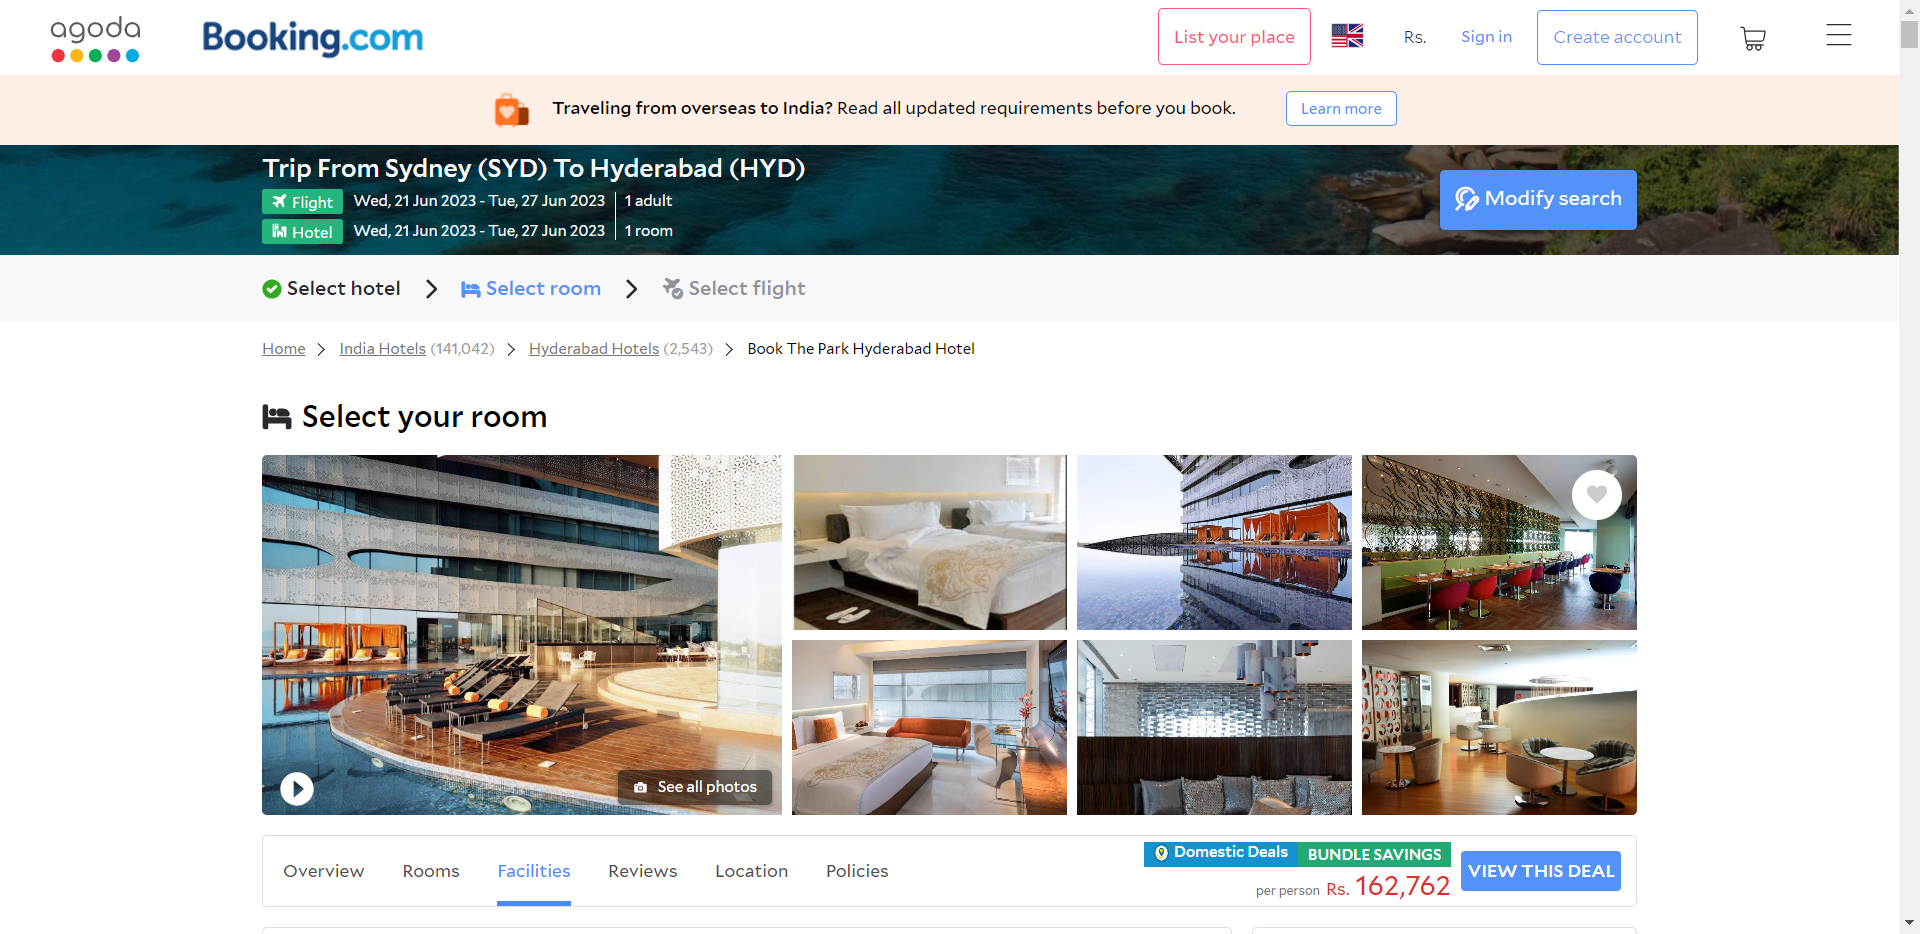 agoda
Booking.com
List your place
Rs.
Sign in
Create account
Traveling from overseas to India? Read all updated requirements before you book.
Learn more
Trip From Sydney (SYD) To Hyderabad (HYD)
Flight Wed, 21 Jun 2023 - Tue, 27 Jun 2023 1 adult
Hotel Wed, 21 Jun 2023 - Tue, 27 Jun 2023 1 room
Modify search
Select hotel Select room Select flight
Home India Hotels (141,042) Hyderabad Hotels (2,543) Book The Park Hyderabad Hotel
Select your room
See all photos
Overview Rooms Facilities Reviews Location Policies
Domestic Deals BUNDLE SAVINGS
per person Rs. 162,762
VIEW THIS DEAL